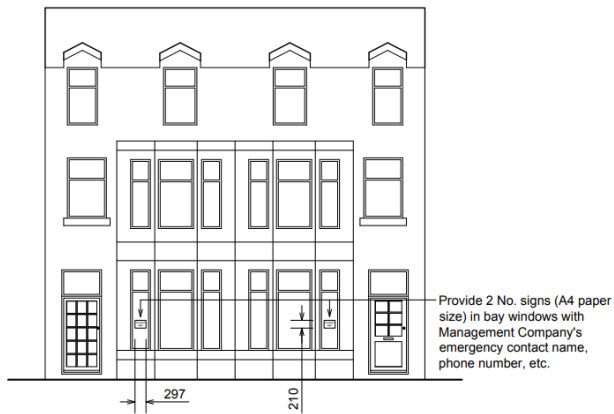 Provide 2 No. signs (A4 paper
size) in bay windows with
Management Company's
emergency contact name,
phone number, etc.
297
210